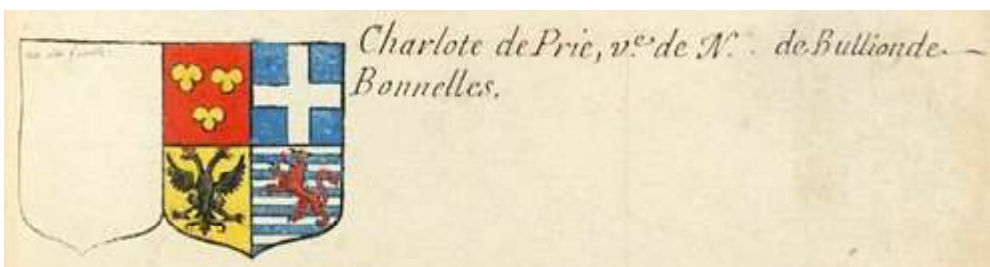 Charlote de Prie, v.e de N. . de Bullion de
Bonnelles.